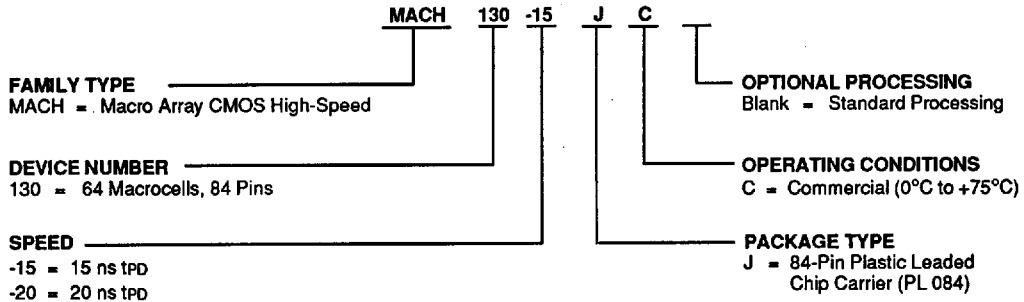 MACH 130 -15 J C
FAMILY TYPE
MACH = Macro Array CMOS High-Speed
DEVICE NUMBER
130 = 64 Macrocells, 84 Pins
SPEED
-15 = 15 ns tPD
-20 = 20 ns tPD
OPTIONAL PROCESSING
Blank = Standard Processing
OPERATING CONDITIONS
C = Commercial (0°C to +75°C)
PACKAGE TYPE
J = 84-Pin Plastic Leaded
Chip Carrier (PL 084)